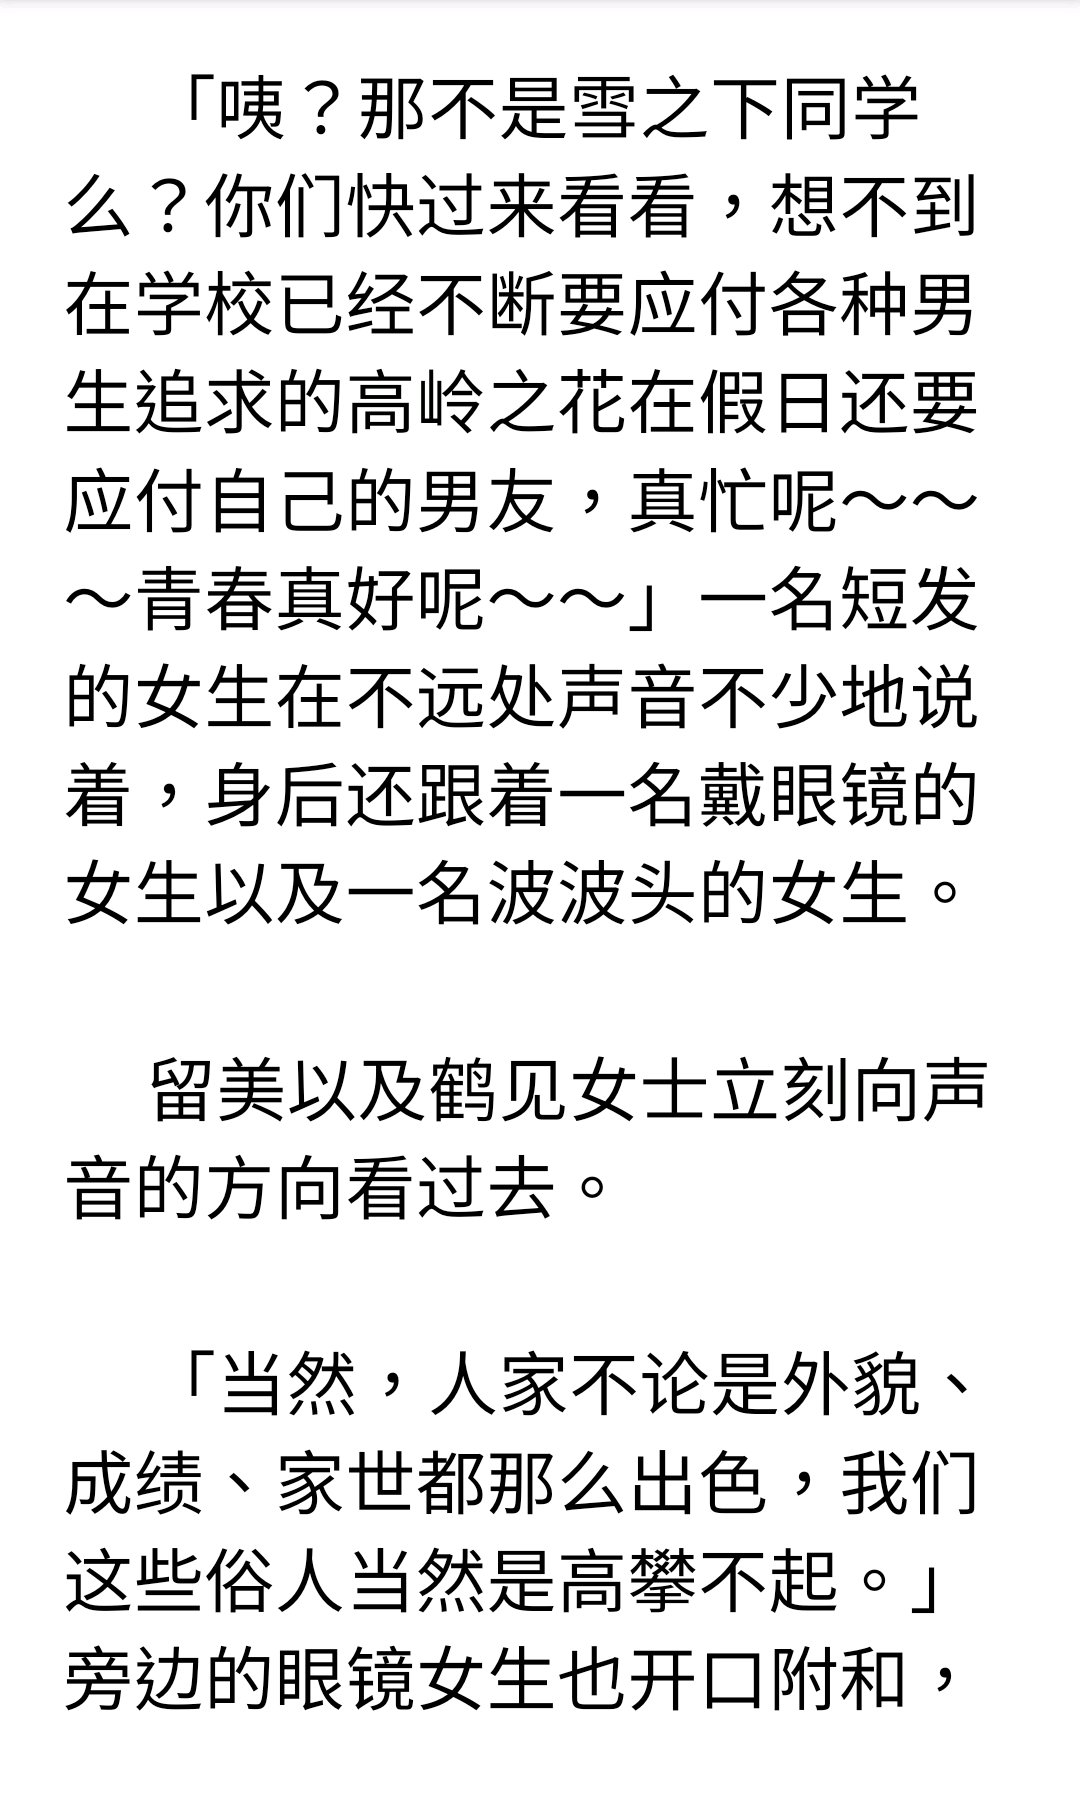 「咦？那不是雪之下同学
么？你们快过来看看，想不到
在学校已经不断要应付各种男
生追求的高岭之花在假日还要
应付自己的男友，真忙呢～～
～青春真好呢～～」一名短发
的女生在不远处声音不少地说
着，身后还跟着一名戴眼镜的
女生以及一名波波头的女生。
留美以及鹤见女士立刻向声
音的方向看过去。
「当然，人家不论是外貌、
成绩、家世都那么出色，我们
这些俗人当然是高攀不起。」
旁边的眼镜女生也开口附和，